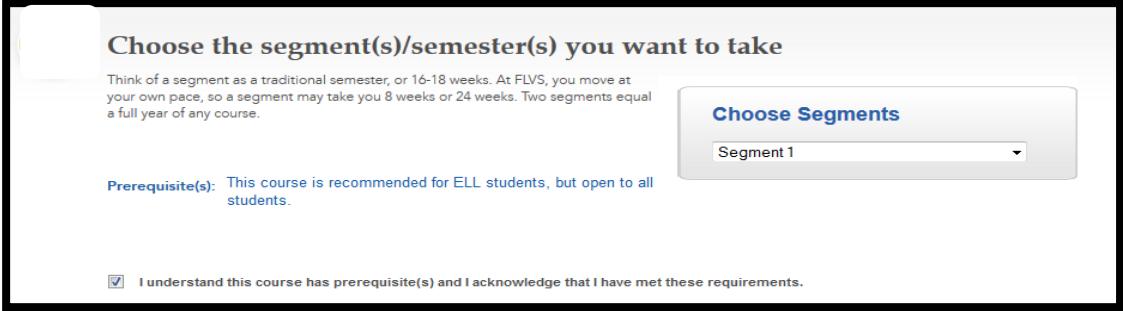 Choose the segment(s)/semester(s) you want to take
Think of a segment as a traditional semester, or 16-18 weeks. At FLVS, you move at
your own pace, so a segment may take you 8 weeks or 24 weeks. Two segments equal
a full year of any course.
Choose Segments
Segment 1
Prerequisite(s): This course is recommended for ELL students, but open to all
students.
I understand this course has prerequisite(s) and I acknowledge that I have met these requirements.